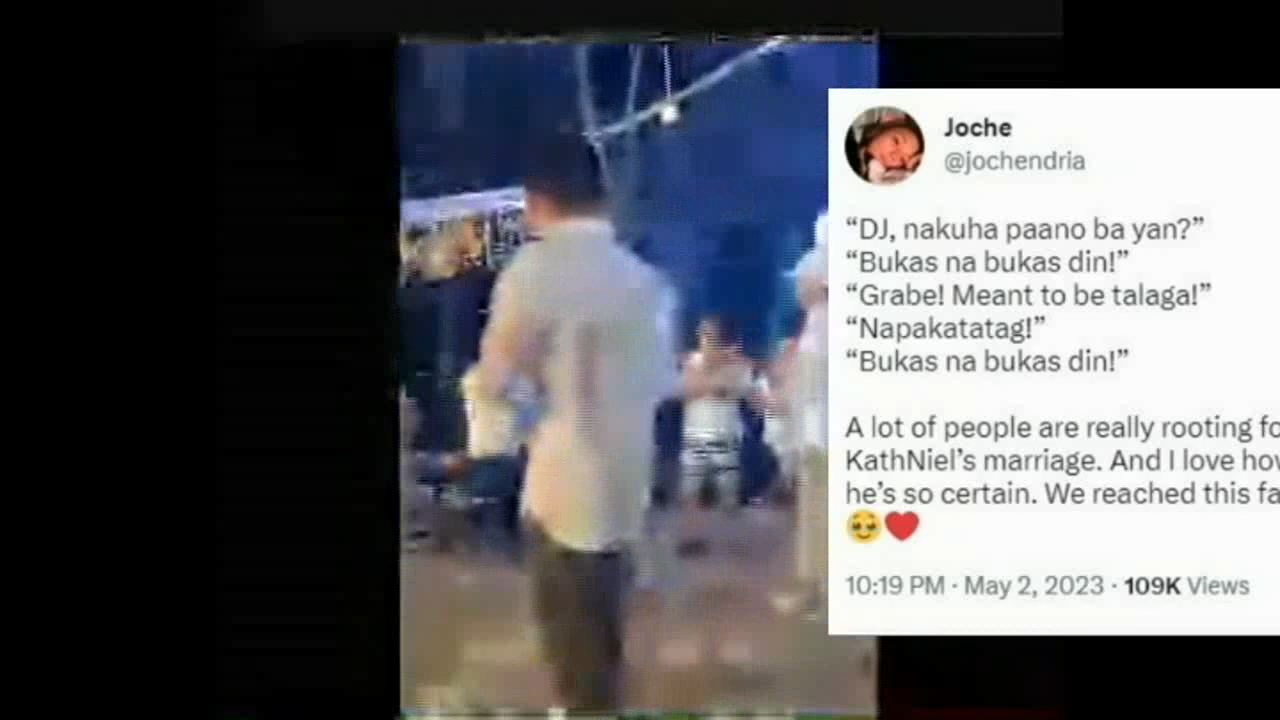 Joche
@jochendria
“DJ, nakuha paano ba yan?”
“Bukas na bukas din!”
“Grabe! Meant to be talaga!”
“Napakatatag!”
“Bukas na bukas din!”
A lot of people are really rooting fo
KathNiel’s marriage. And I love how
he’s so certain. We reached this fa
🥹❤️
10:19 PM · May 2, 2023 · 109K Views